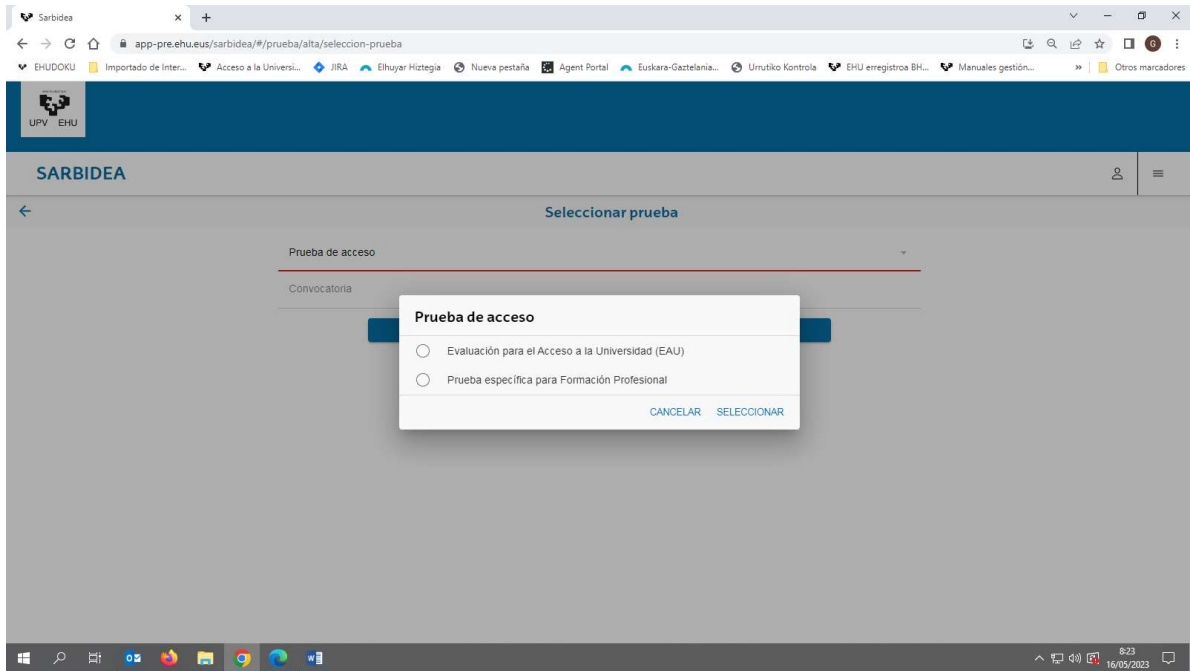 Sarbidea
app-pre.ehu.eus/sarbidea/#/prueba/alta/seleccion-prueba
G
EHUDOKU Importado de Inter... Acceso a la Universi... JIRA Elhuyar Hiztegia Nueva pestaña Agent Portal Euskara-Gaztelania... Urrutiko Kontrola EHU erregistroa BH... Manuales gestión... » Otros marcadores
UPV EHU
SARBIDEA
Seleccionar prueba
Prueba de acceso
Convocatoria
Prueba de acceso
Evaluación para el Acceso a la Universidad (EAU)
Prueba específica para Formación Profesional
CANCELAR SELECCIONAR
8:23
16/05/2023